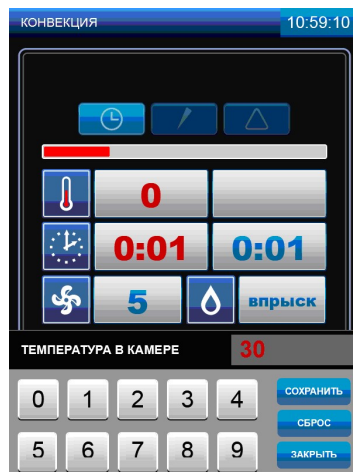 КОНВЕКЦИЯ 10:59:10
0
0:01 0:01
5 впрыск
ТЕМПЕРАТУРА В КАМЕРЕ 30
0 1 2 3 4 СОХРАНИТЬ
СБРОС
5 6 7 8 9 ЗАКРЫТЬ